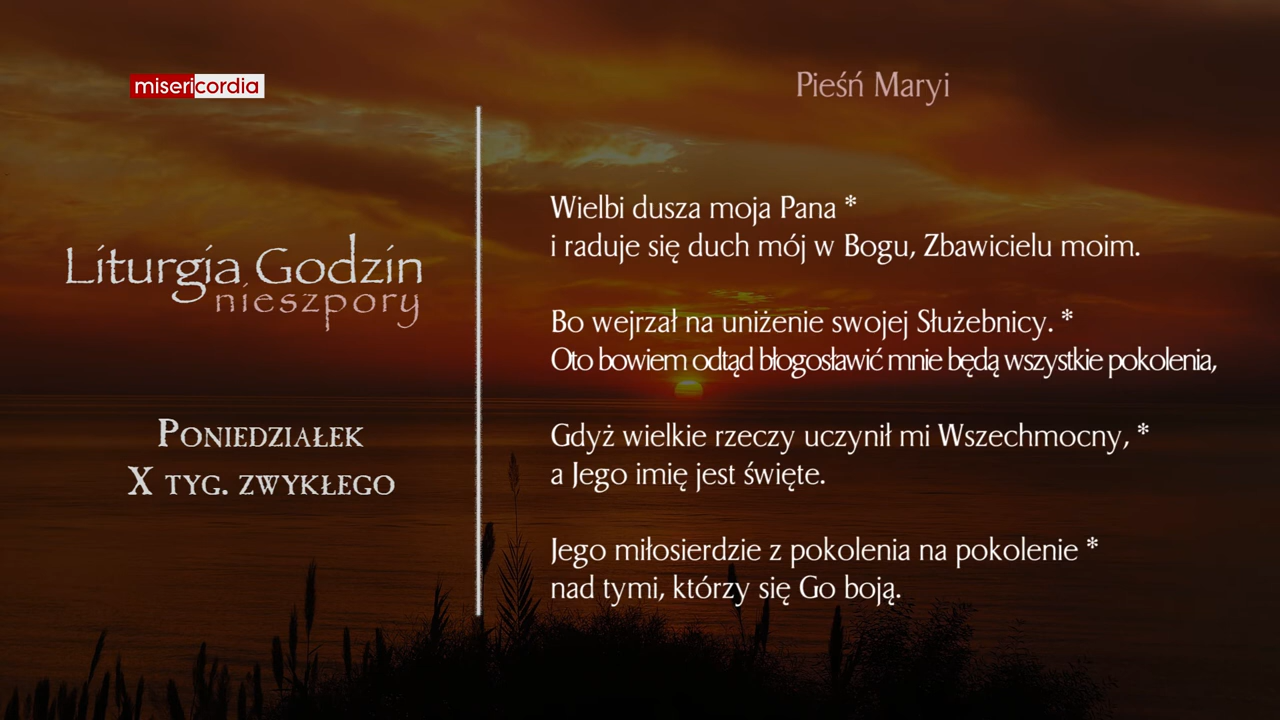 misericordia
Liturgia Godzin
nieszpory
Poniedziałek
X tyg. zwykłego
Pieśń Maryi
Wielbi dusza moja Pana *
i raduje się duch mój w Bogu, Zbawicielu moim.
Bo wejrzał na uniżenie swojej Służebnicy. *
Oto bowiem odtąd błogosławić mnie będą wszystkie pokolenia,
Gdyż wielkie rzeczy uczynił mi Wszechmocny, *
a Jego imię jest święte.
Jego miłosierdzie z pokolenia na pokolenie *
nad tymi, którzy się Go boją.